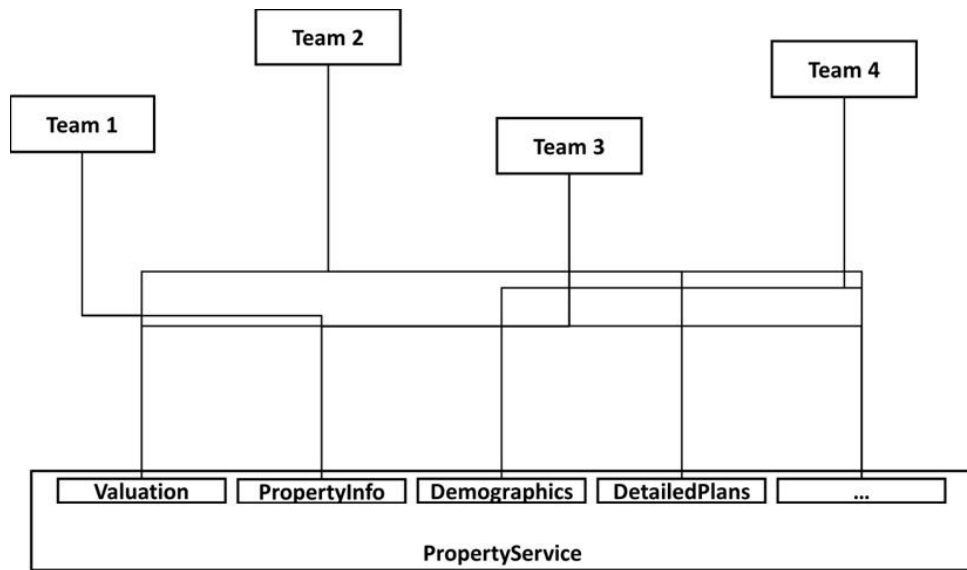 Team 2
Team 4
Team 1
Team 3
Valuation
PropertyInfo
Demographics
DetailedPlans
...
PropertyService